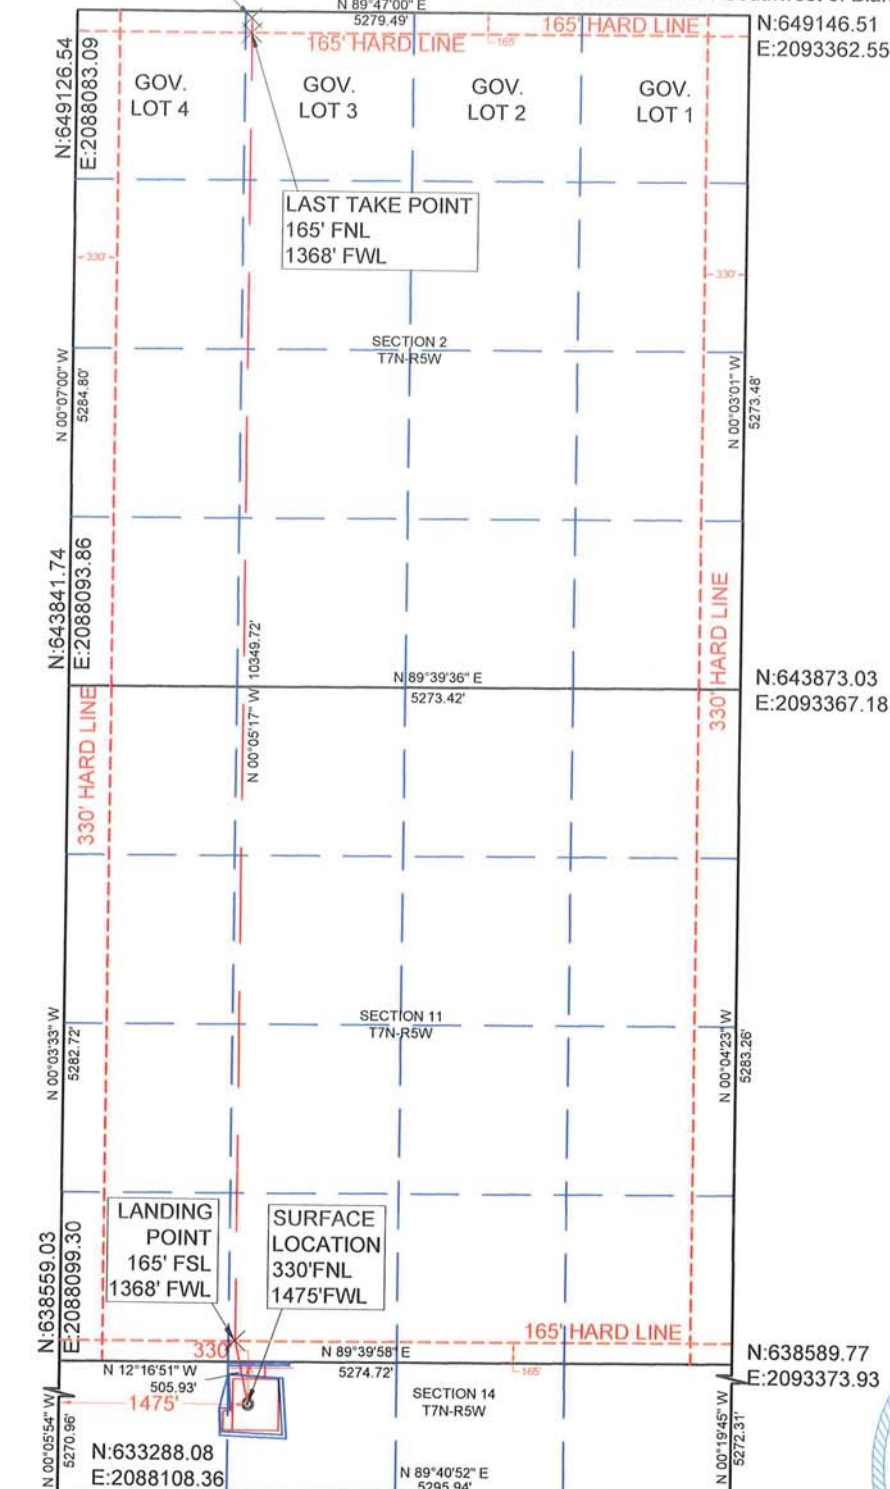 N 89°47'00" E
5279.49'
165' HARD LINE
165' HARD LINE
165'
N:649146.51
E:2093362.55
N:649126.54
E:2088083.09
GOV.
LOT 4
GOV.
LOT 3
GOV.
LOT 2
GOV.
LOT 1
LAST TAKE POINT
165' FNL
1368' FWL
330'
330'
SECTION 2
T7N-R5W
N 00°07'00" W
5284.80'
N 00°03'01" W
5273.48'
N:643841.74
E:2088093.86
N 00°05'17" W 10349.72'
N 89°39'36" E
5273.42'
330' HARD LINE
N:643873.03
E:2093367.18
330' HARD LINE
SECTION 11
T7N-R5W
N 00°03'33" W
5282.72'
N 00°04'23" W
5283.26'
LANDING
POINT
165' FSL
1368' FWL
SURFACE
LOCATION
330'FNL
1475'FWL
N:638559.03
E:2088099.30
165' HARD LINE
330'
N 89°39'58" E
5274.72'
165'
N:638589.77
E:2093373.93
N 12°16'51" W
505.93'
1475'
SECTION 14
T7N-R5W
N 00°05'54" W
5270.96'
N 00°19'45" W
5272.31'
N:633288.08
E:2088108.36
N 89°40'52" E
5295.94'